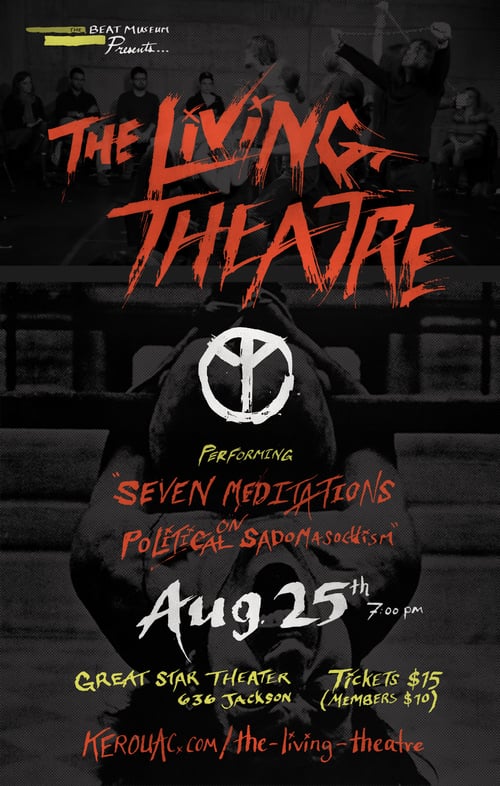 THE BEAT MUSEUM
Presents...
THE LIVING
THEATRE
PERFORMING
"SEVEN MEDITATIONS
ON
POLITICAL SADOMASOCHISM"
Aug. 25th 7:00 pm
GREAT STAR THEATER
636 JACKSON
TICKETS $15
(MEMBERS $10)
KEROUAC.com/the-living-theatre